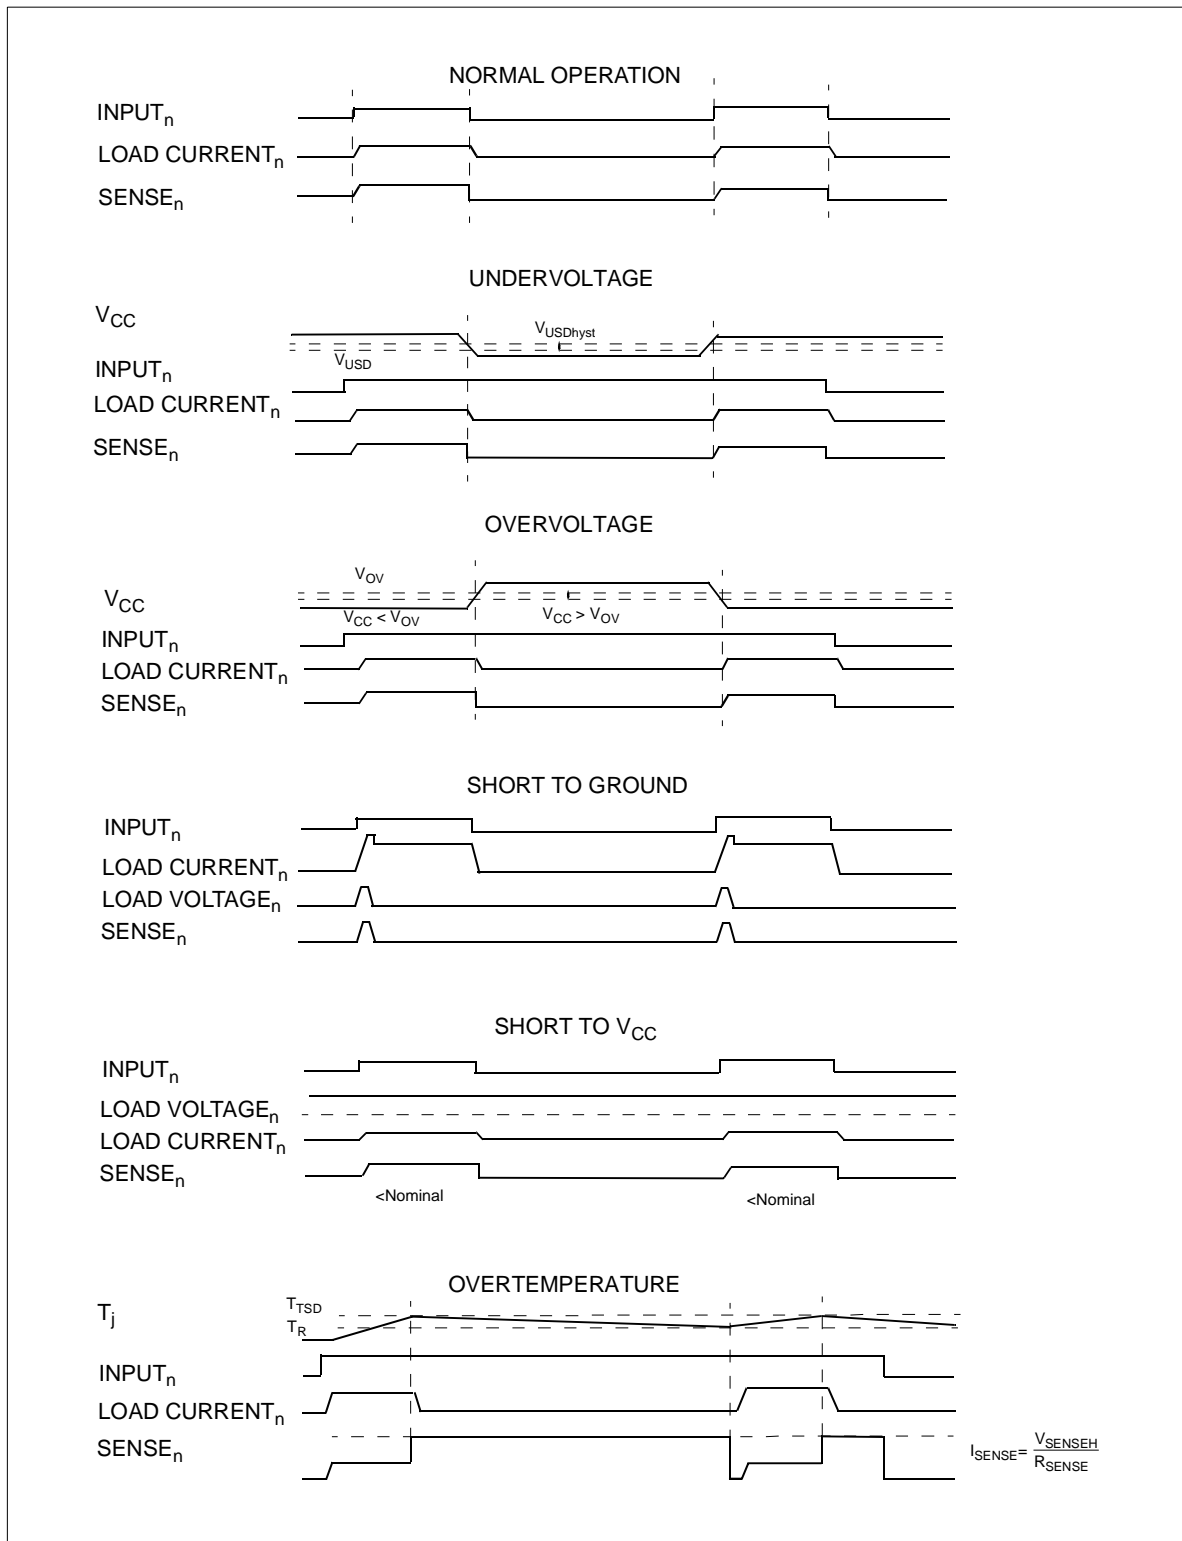 NORMAL OPERATION
INPUTn
LOAD CURRENTn
SENSEn
UNDERVOLTAGE
VCC
VUSDhyst
VUSD
INPUTn
LOAD CURRENTn
SENSEn
OVERVOLTAGE
VOV
VCC
VCC < VOV
VCC > VOV
INPUTn
LOAD CURRENTn
SENSEn
SHORT TO GROUND
INPUTn
LOAD CURRENTn
LOAD VOLTAGEn
SENSEn
SHORT TO VCC
INPUTn
LOAD VOLTAGEn
LOAD CURRENTn
SENSEn
<Nominal
<Nominal
OVERTEMPERATURE
Tj
TTSD
TR
INPUTn
LOAD CURRENTn
SENSEn
ISENSE= VSENSEH
RSENSE